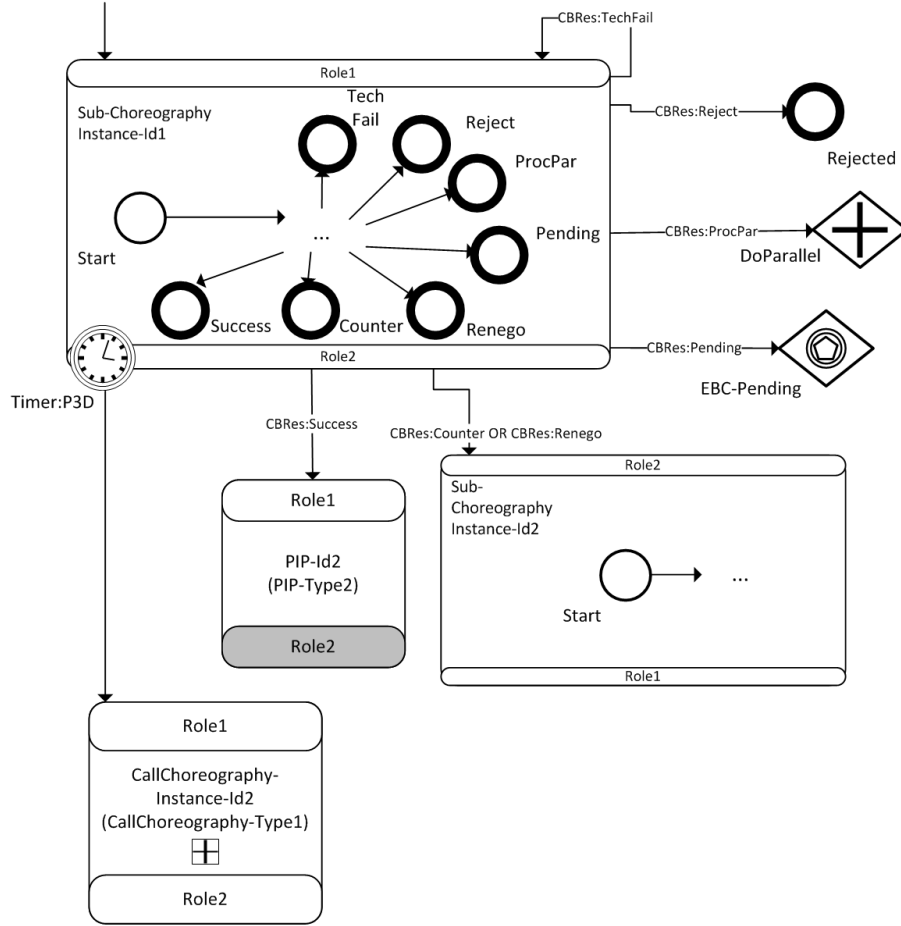 CBRes:TechFail
Role1
Sub-Choreography
Instance-Id1
Tech
Fail
Reject
CBRes:Reject
Rejected
ProcPar
Start
...
Pending
CBRes:ProcPar
DoParallel
Success
Counter
Renego
Role2
CBRes:Pending
EBC-Pending
Timer:P3D
CBRes:Success
CBRes:Counter OR CBRes:Renego
Role1
PIP-Id2
(PIP-Type2)
Role2
Role2
Sub-
Choreography
Instance-Id2
Start
...
Role1
Role1
CallChoreography-
Instance-Id2
(CallChoreography-Type1)
Role2